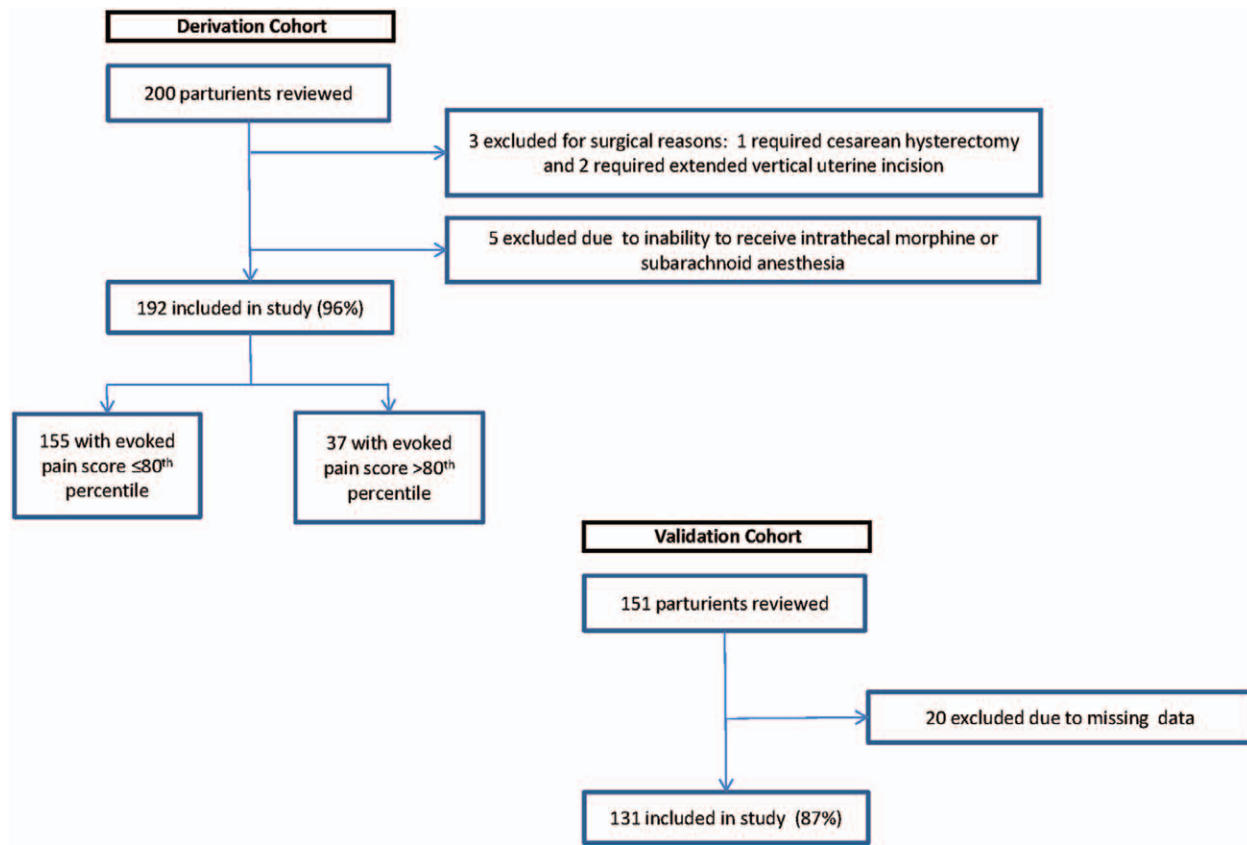 Derivation Cohort
200 parturients reviewed
3 excluded for surgical reasons:  1 required cesarean hysterectomy
and 2 required extended vertical uterine incision
5 excluded due  to inability to receive intrathecal morphine or
subarachnoid anesthesia
192 included in study (96%)
155 with evoked
pain score ≤80th
percentile
37 with evoked
pain score >80th
percentile
Validation Cohort
151 parturients reviewed
20 excluded due to missing  data
131 included in study  (87%)